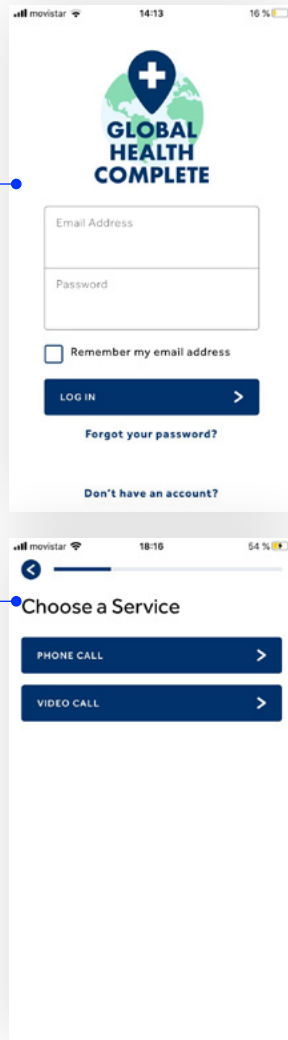 movistar 14:13 16 %
GLOBAL
HEALTH
COMPLETE
Email Address
Password
Remember my email address
LOG IN
Forgot your password?
Don't have an account?
movistar 18:16 54 %
Choose a Service
PHONE CALL
VIDEO CALL